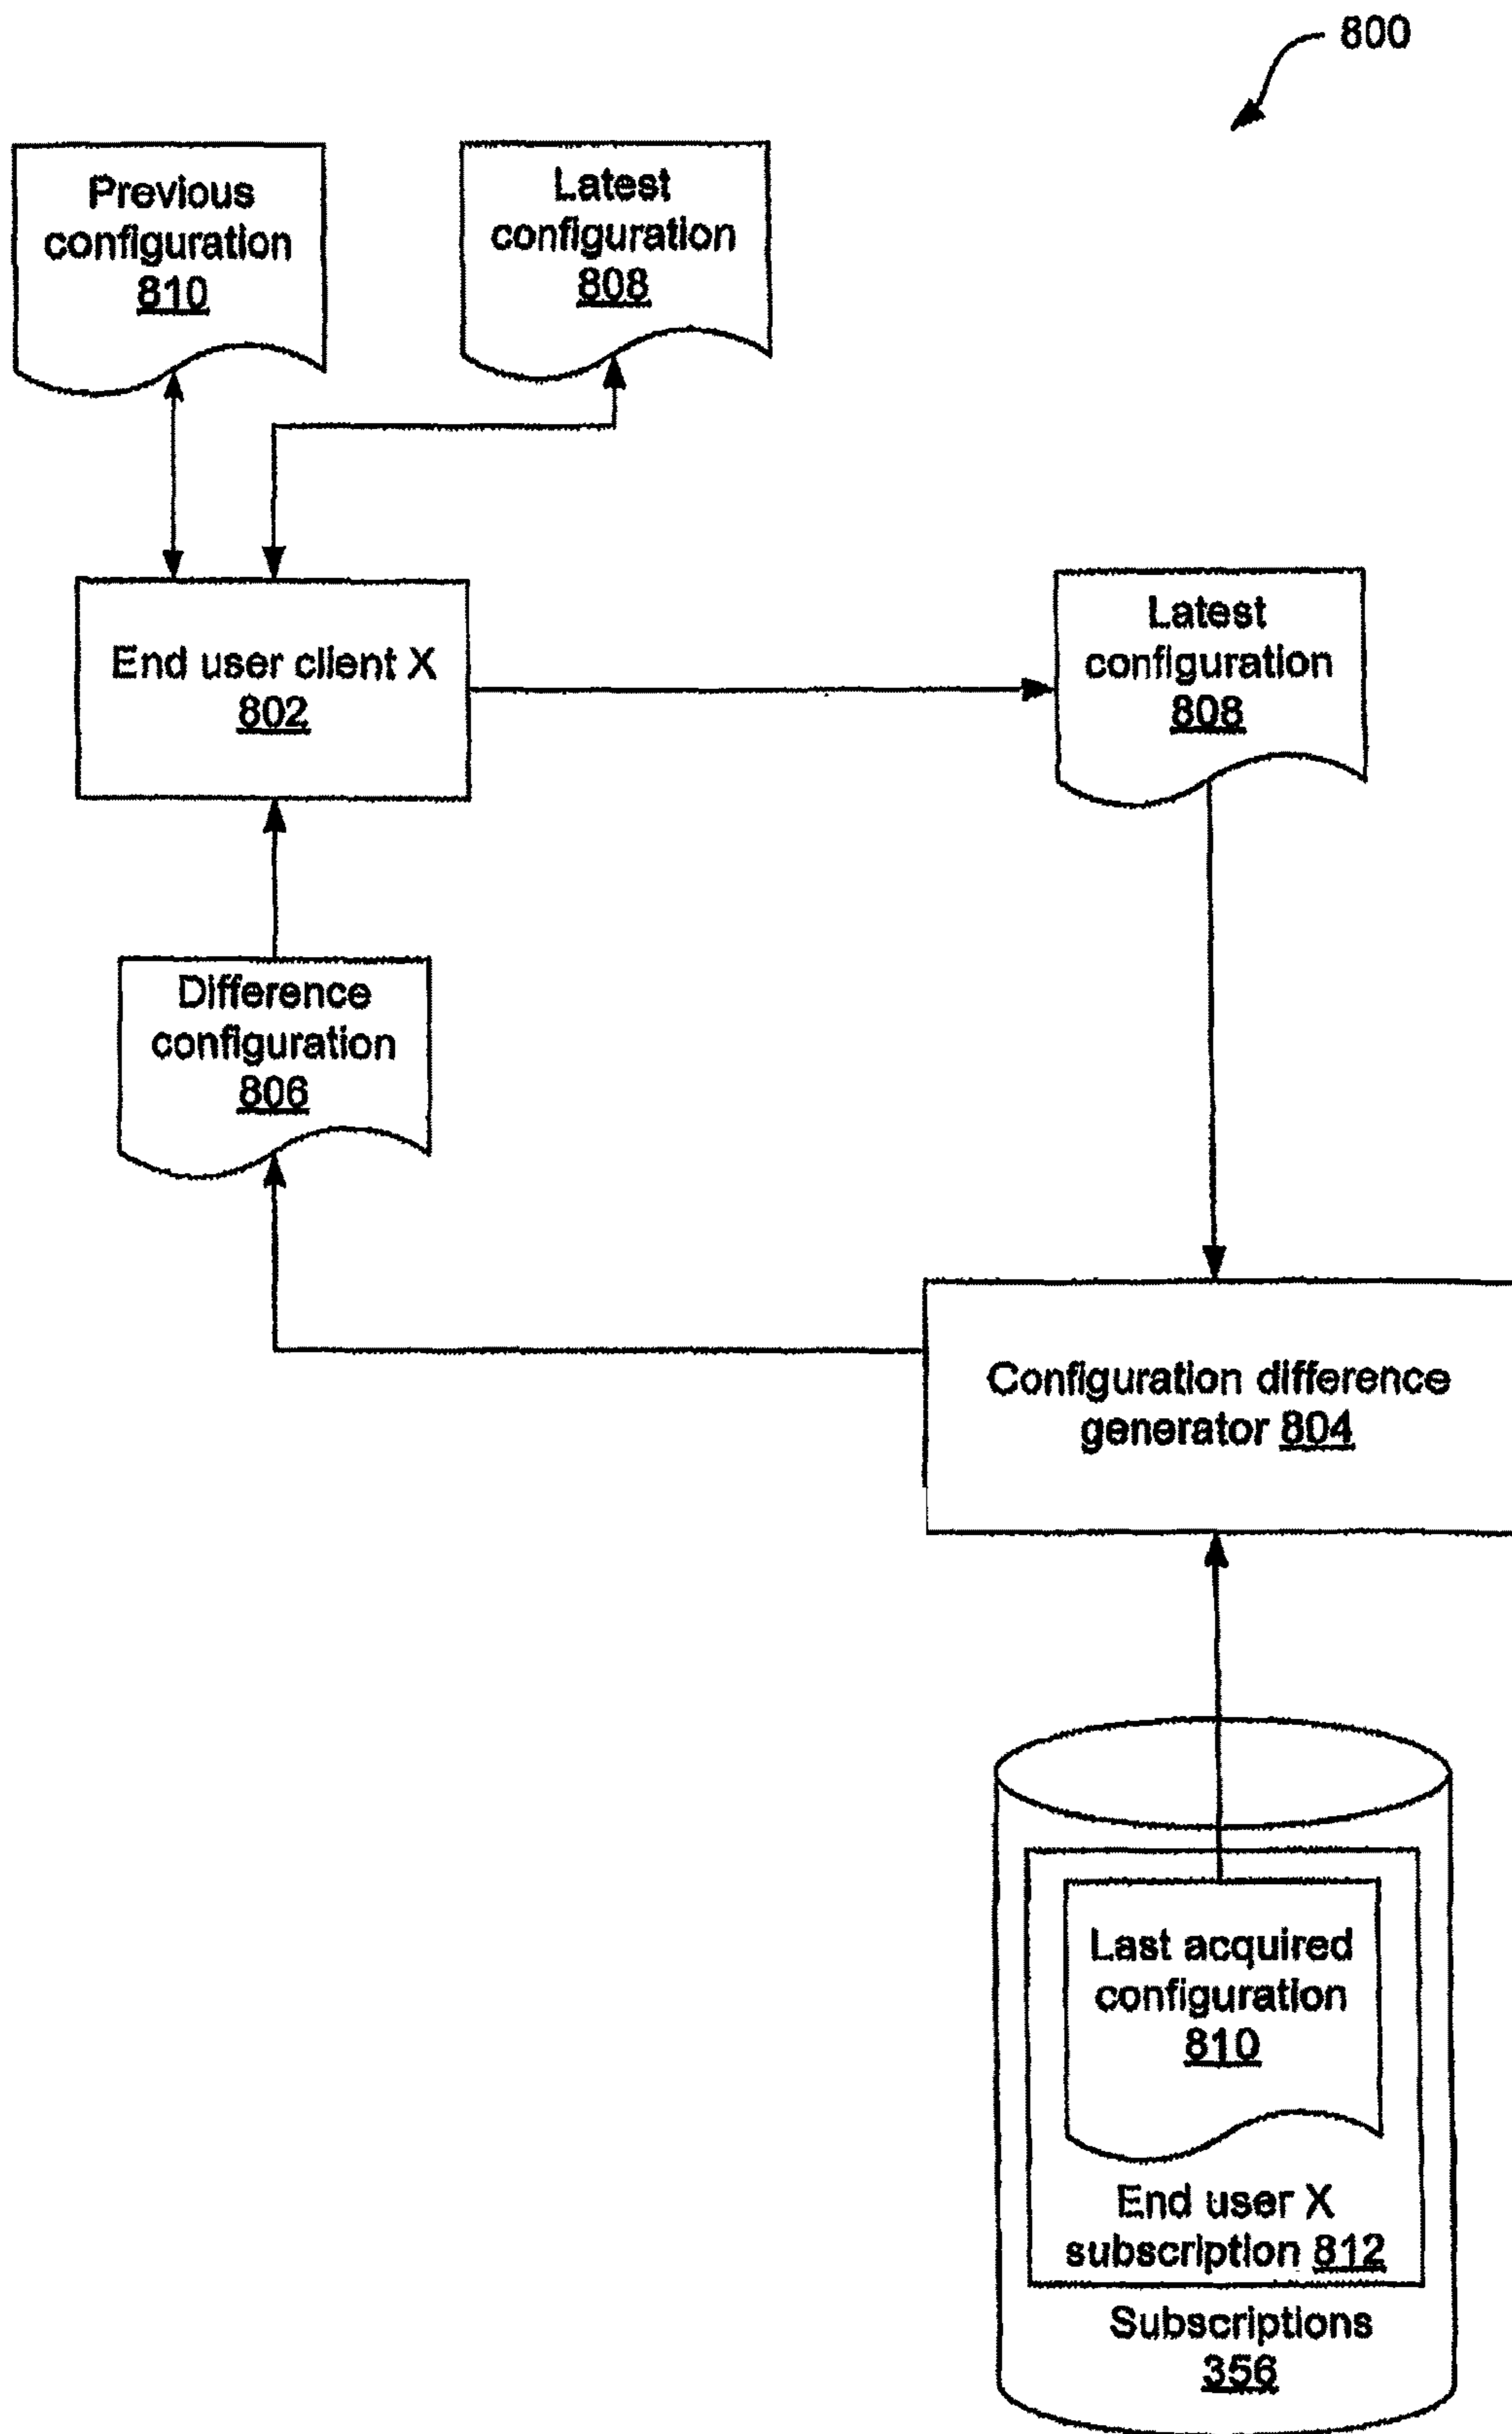 800
Previous
configuration
810
Latest
configuration
808
End user client X
802
Latest
configuration
808
Difference
configuration
806
Configuration difference
generator 804
Last acquired
configuration
810
End user X
subscription 812
Subscriptions
356